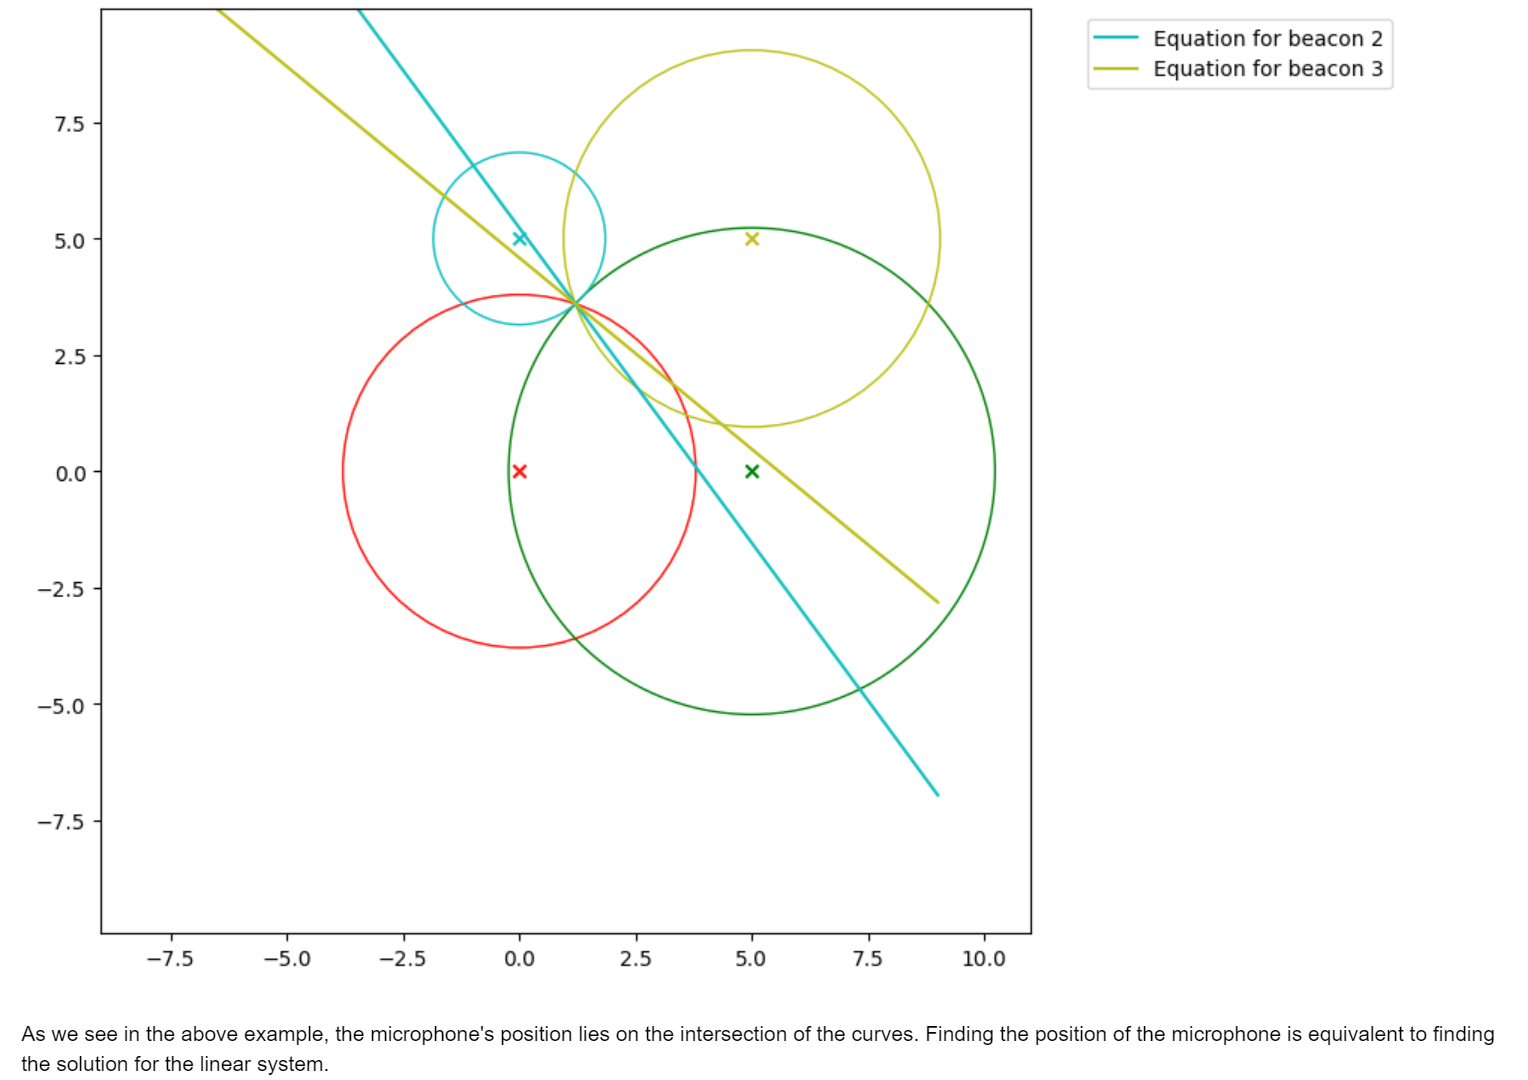 Equation for beacon 2
Equation for beacon 3
7.5
5.0
2.5
0.0
−2.5
−5.0
−7.5
−7.5 −5.0 −2.5 0.0 2.5 5.0 7.5 10.0
As we see in the above example, the microphone's position lies on the intersection of the curves. Finding the position of the microphone is equivalent to finding
the solution for the linear system.